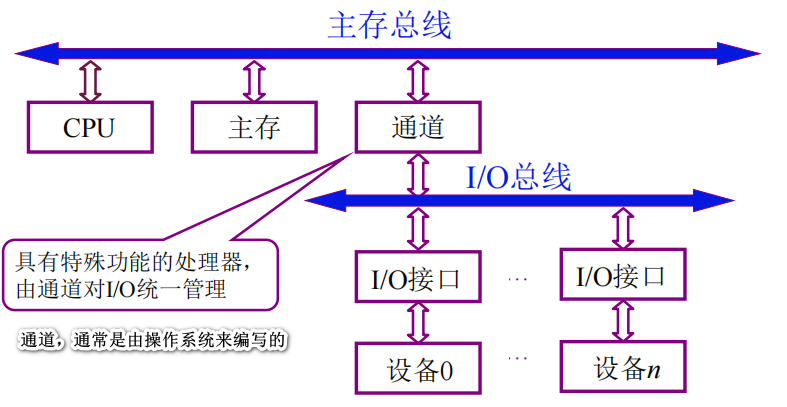 主存总线
CPU
主存
通道
I/O总线
具有特殊功能的处理器，
由通道对I/O统一管理
I/O接口
···
I/O接口
通道，通常是由操作系统来编写的
设备0
···
设备n